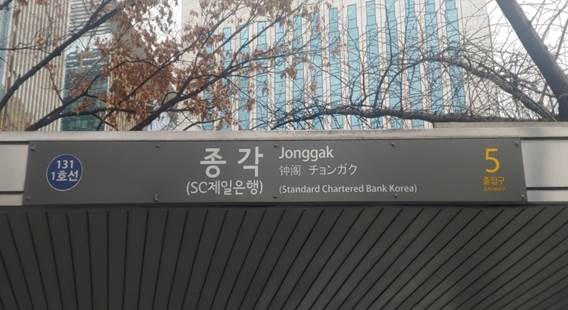 131
1호선
종각
(SC제일은행)
Jonggak
钟阁 チョンガク
(Standard Chartered Bank Korea)
5
출입구